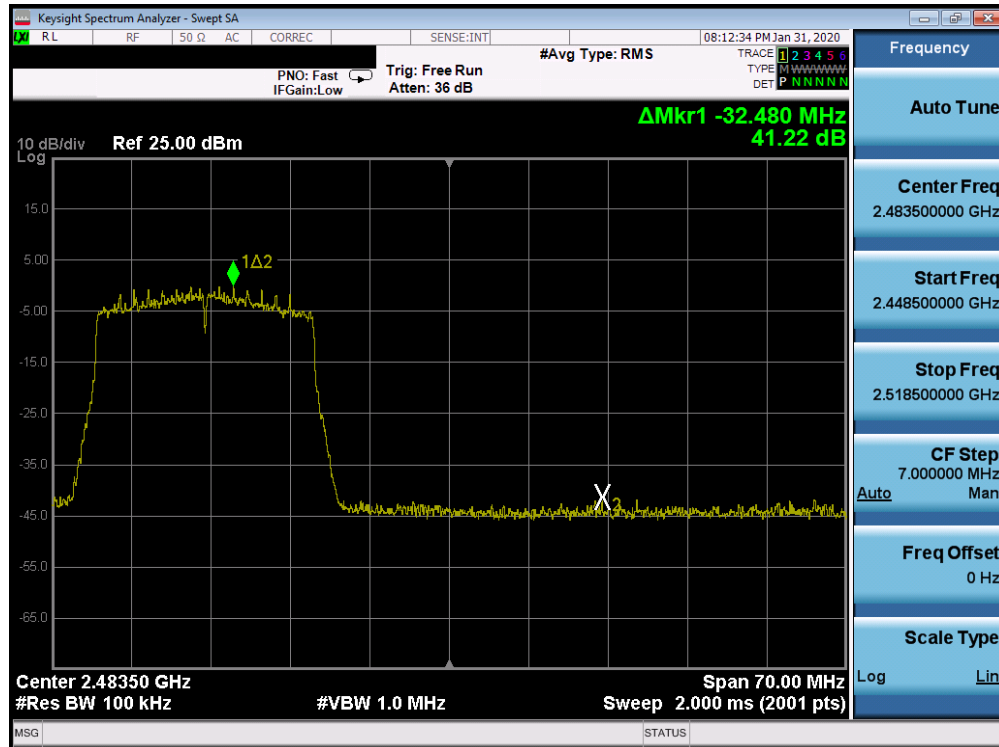 Keysight Spectrum Analyzer - Swept SA
LXI RL RF 50 Ω AC CORREC SENSE:INT 08:12:34 PM Jan 31, 2020
#Avg Type: RMS TRACE 1 2 3 4 5 6
PNO: Fast Trig: Free Run TYPE M W W W W W
IFGain:Low Atten: 36 dB DET P N N N N N
ΔMkr1 -32.480 MHz
41.22 dB
10 dB/div Ref 25.00 dBm
Log
15.0
5.00
1Δ2
-5.00
-15.0
-25.0
-35.0
X2
-45.0
-55.0
-65.0
Center 2.48350 GHz Span 70.00 MHz
#Res BW 100 kHz #VBW 1.0 MHz Sweep 2.000 ms (2001 pts)
MSG STATUS
Frequency
Auto Tune
Center Freq
2.483500000 GHz
Start Freq
2.448500000 GHz
Stop Freq
2.518500000 GHz
CF Step
7.000000 MHz
Auto Man
Freq Offset
0 Hz
Scale Type
Log Lin